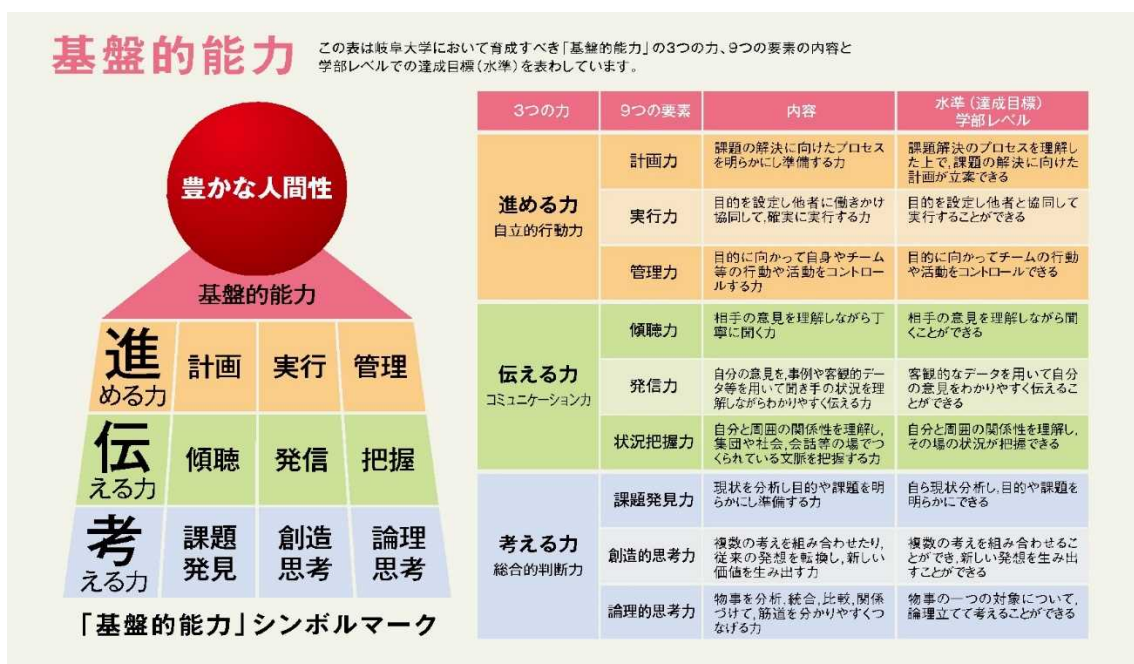 基盤的能力
この表は岐阜大学において育成すべき「基盤的能力」の3つの力、9つの要素の内容と
学部レベルでの達成目標(水準)を表わしています。
豊かな人間性
基盤的能力
進
める力
計画
実行
管理
伝
える力
傾聴
発信
把握
考
える力
課題
発見
創造
思考
論理
思考
「基盤的能力」シンボルマーク
3つの力
9つの要素
内容
水準(達成目標)
学部レベル
進める力
自立的行動力
計画力
課題の解決に向けたプロセス
を明らかにし準備する力
課題解決のプロセスを理解し
た上で,課題の解決に向けた
計画が立案できる
実行力
目的を設定し他者に働きかけ
協同して,確実に実行する力
目的を設定し他者と協同して
実行することができる
管理力
目的に向かって自身やチーム
等の行動や活動をコントロー
ルする力
目的に向かってチームの行動
や活動をコントロールできる
伝える力
コミュニケーション力
傾聴力
相手の意見を理解しながら丁
寧に聞く力
相手の意見を理解しながら聞
くことができる
発信力
自分の意見を,事例や客観的デー
タ等を用いて聞き手の状況を理
解しながらわかりやすく伝える力
客観的なデータを用いて自分
の意見をわかりやすく伝えるこ
とができる
状況把握力
自分と周囲の関係性を理解し,
集団や社会,会話等の場でつ
くられている文脈を把握する力
自分と周囲の関係性を理解し,
その場の状況が把握できる
考える力
総合的判断力
課題発見力
現状を分析し目的や課題を明
らかにし準備する力
自ら現状分析し,目的や課題を
明らかにできる
創造的思考力
複数の考えを組み合わせたり,
従来の発想を転換し,新しい
価値を生み出す力
複数の考えを組み合わせるこ
とができ,新しい発想を生み出
すことができる
論理的思考力
物事を分析,統合,比較,関係
づけて,筋道を分かりやすくつ
なげる力
物事の一つの対象について,
論理立てて考えることができる